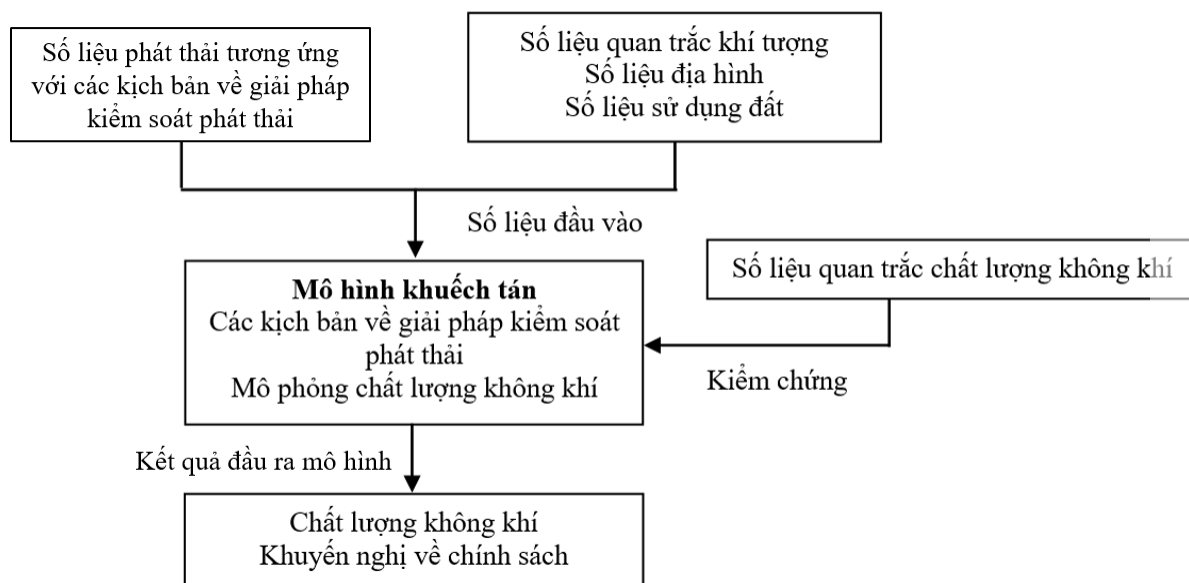 Số liệu phát thải tương ứng
với các kịch bản về giải pháp
kiểm soát phát thải
Số liệu quan trắc khí tượng
Số liệu địa hình
Số liệu sử dụng đất
Số liệu đầu vào
Số liệu quan trắc chất lượng không khí
Mô hình khuếch tán
Các kịch bản về giải pháp kiểm soát
phát thải
Mô phỏng chất lượng không khí
Kiểm chứng
Kết quả đầu ra mô hình
Chất lượng không khí
Khuyến nghị về chính sách